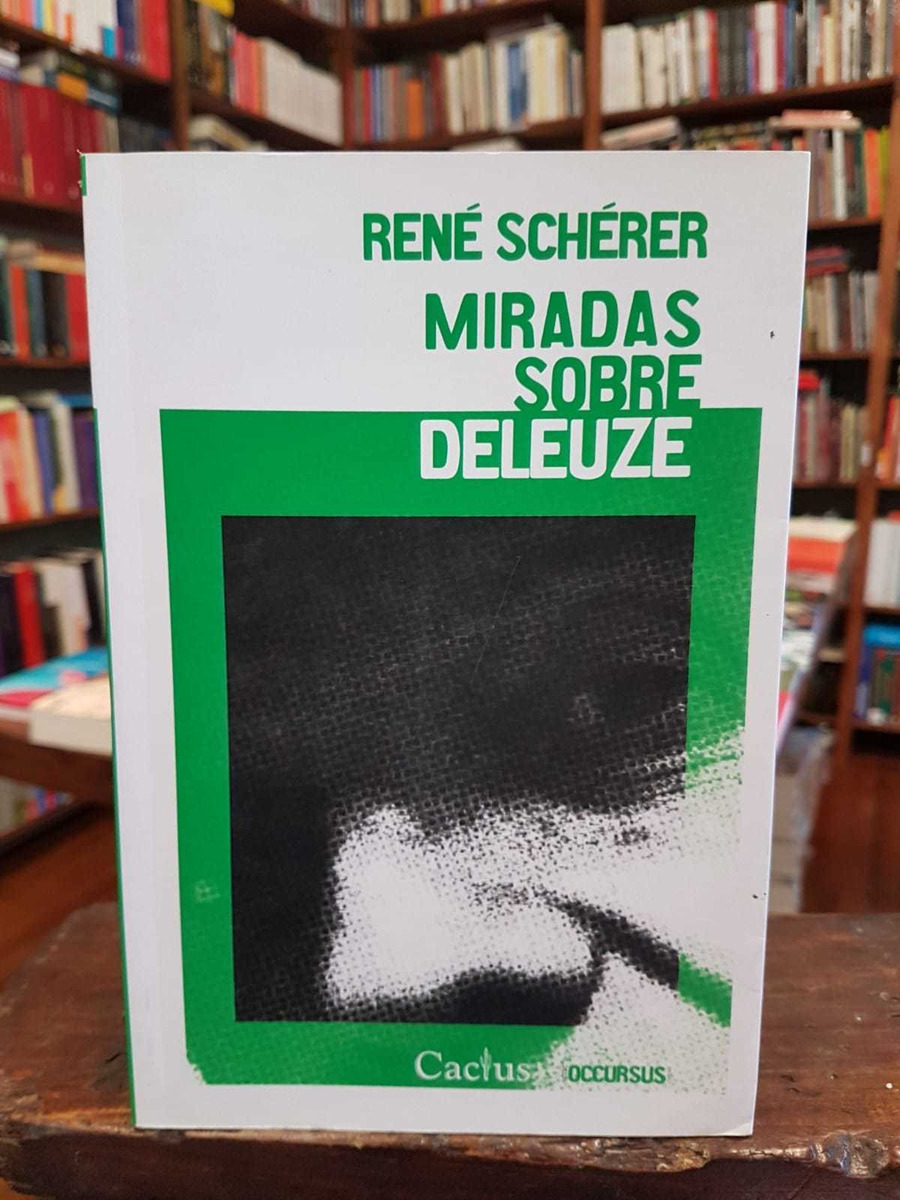 RENÉ SCHÉRER
MIRADAS
SOBRE
DELEUZE
Cactus OCCURSUS